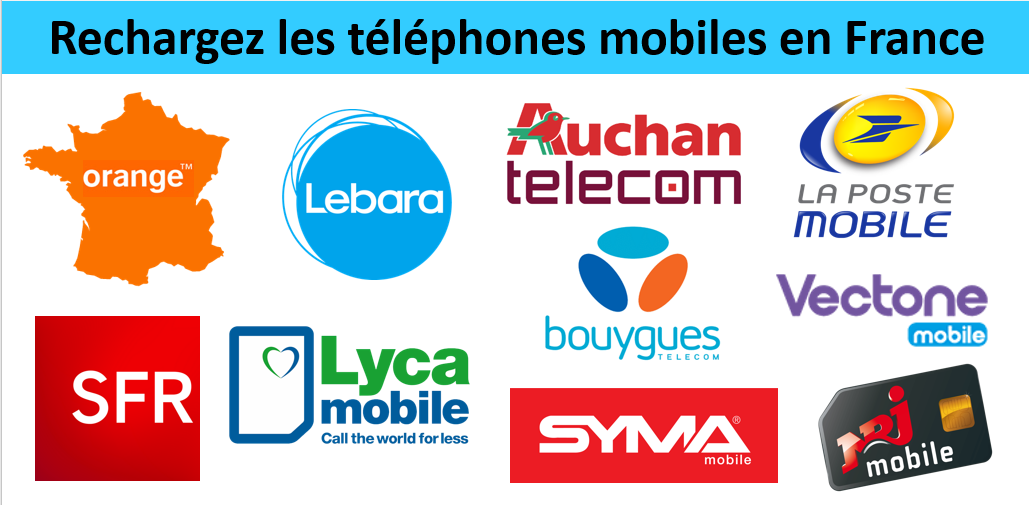 Rechargez les téléphones mobiles en France
orange™
Lebara
Auchan
telecom
LA POSTE
MOBILE
bouygues
TELECOM
Vectone
mobile
SFR
Lyca
mobile
Call the world for less
SYMA®
mobile
NRJ
mobile